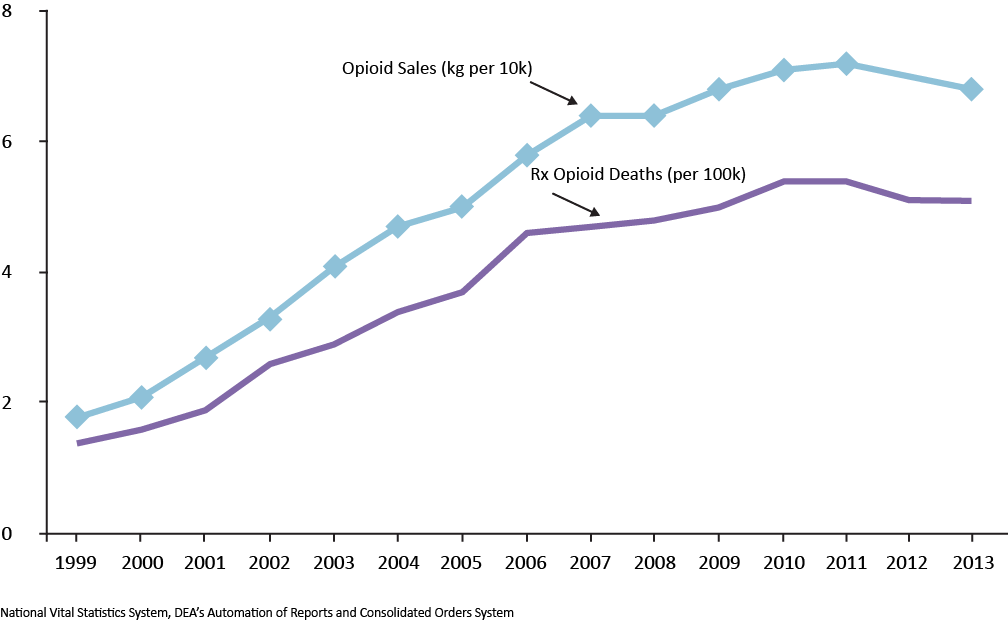 8
Opioid Sales (kg per 10k)
6
Rx Opioid Deaths (per 100k)
4
2
0
1999 2000 2001 2002 2003 2004 2005 2006 2007 2008 2009 2010 2011 2012 2013
National Vital Statistics System, DEA’s Automation of Reports and Consolidated Orders System